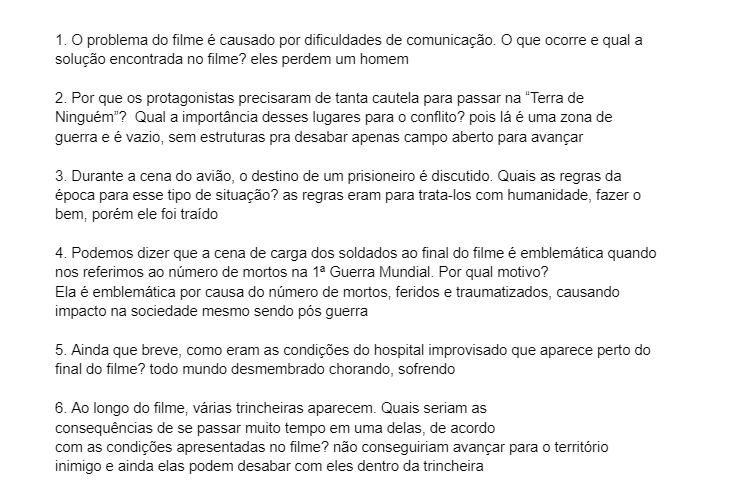 1. O problema do filme é causado por dificuldades de comunicação. O que ocorre e qual a
solução encontrada no filme? eles perdem um homem
2. Por que os protagonistas precisaram de tanta cautela para passar na “Terra de
Ninguém”?  Qual a importância desses lugares para o conflito? pois lá é uma zona de
guerra e é vazio, sem estruturas pra desabar apenas campo aberto para avançar
3. Durante a cena do avião, o destino de um prisioneiro é discutido. Quais as regras da
época para esse tipo de situação? as regras eram para trata-los com humanidade, fazer o
bem, porém ele foi traído
4. Podemos dizer que a cena de carga dos soldados ao final do filme é emblemática quando
nos referimos ao número de mortos na 1ª Guerra Mundial. Por qual motivo?
Ela é emblemática por causa do número de mortos, feridos e traumatizados, causando
impacto na sociedade mesmo sendo pós guerra
5. Ainda que breve, como eram as condições do hospital improvisado que aparece perto do
final do filme? todo mundo desmembrado chorando, sofrendo
6. Ao longo do filme, várias trincheiras aparecem. Quais seriam as
consequências de se passar muito tempo em uma delas, de acordo
com as condições apresentadas no filme? não conseguiriam avançar para o território
inimigo e ainda elas podem desabar com eles dentro da trincheira